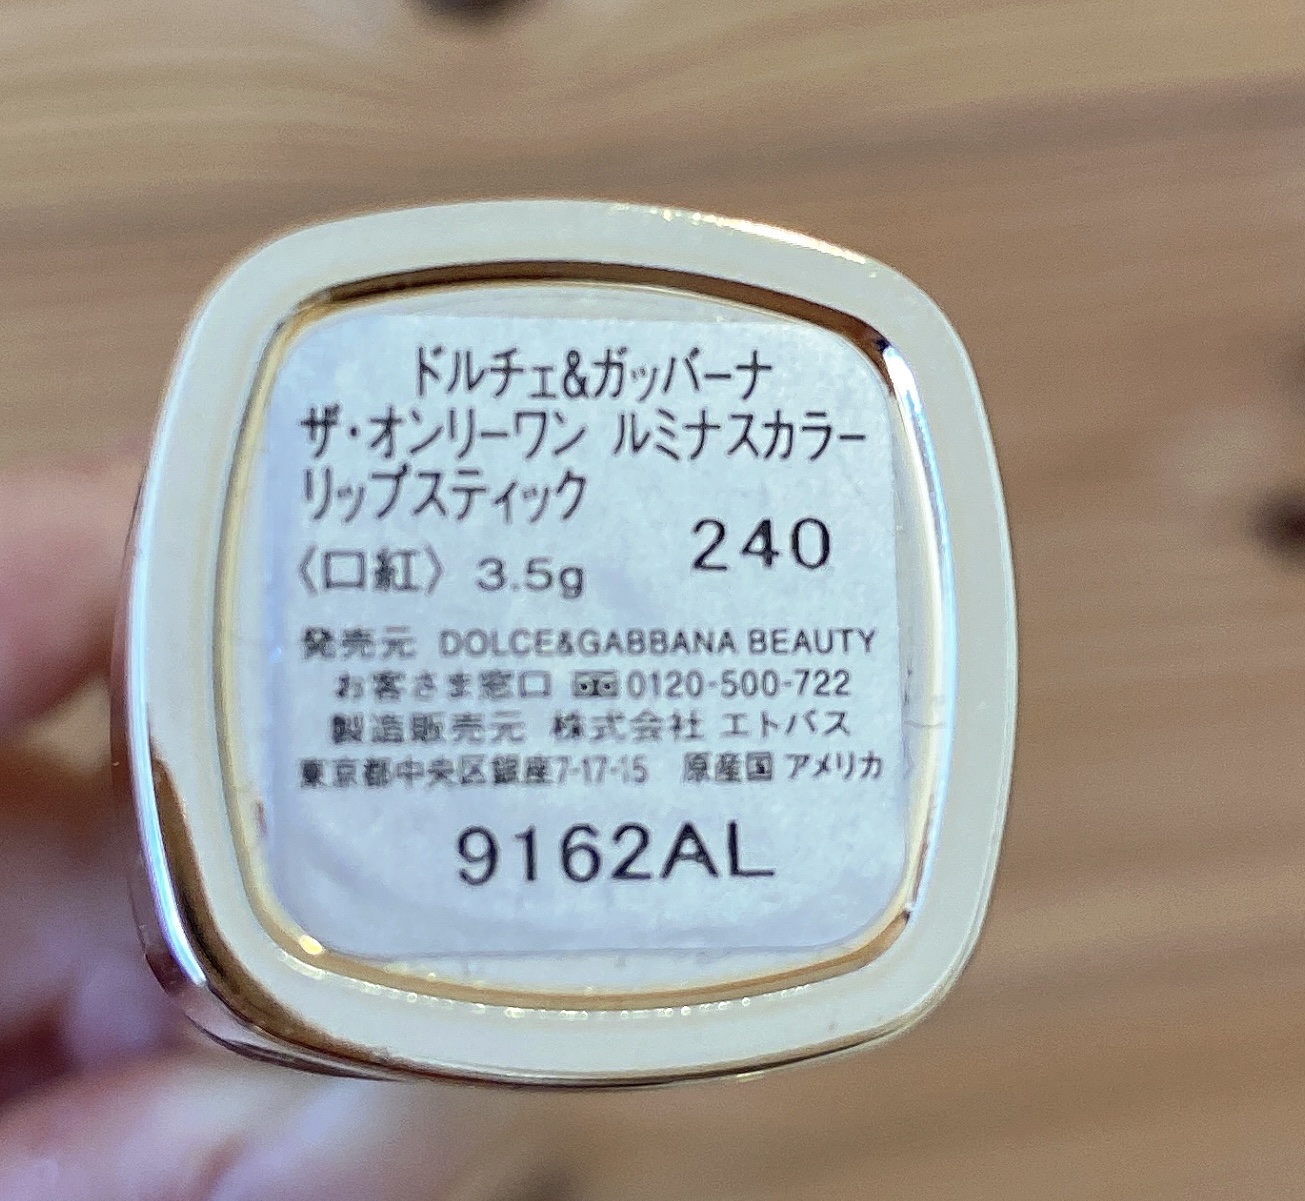 ドルチェ&ガッバーナ
ザ・オンリーワン ルミナスカラー
リップスティック
240
〈口紅〉 3.5g
発売元 DOLCE&GABBANA BEAUTY
お客さま窓口 0120-500-722
製造販売元 株式会社 エトバス
東京都中央区銀座7-17-15 原産国 アメリカ
9162AL